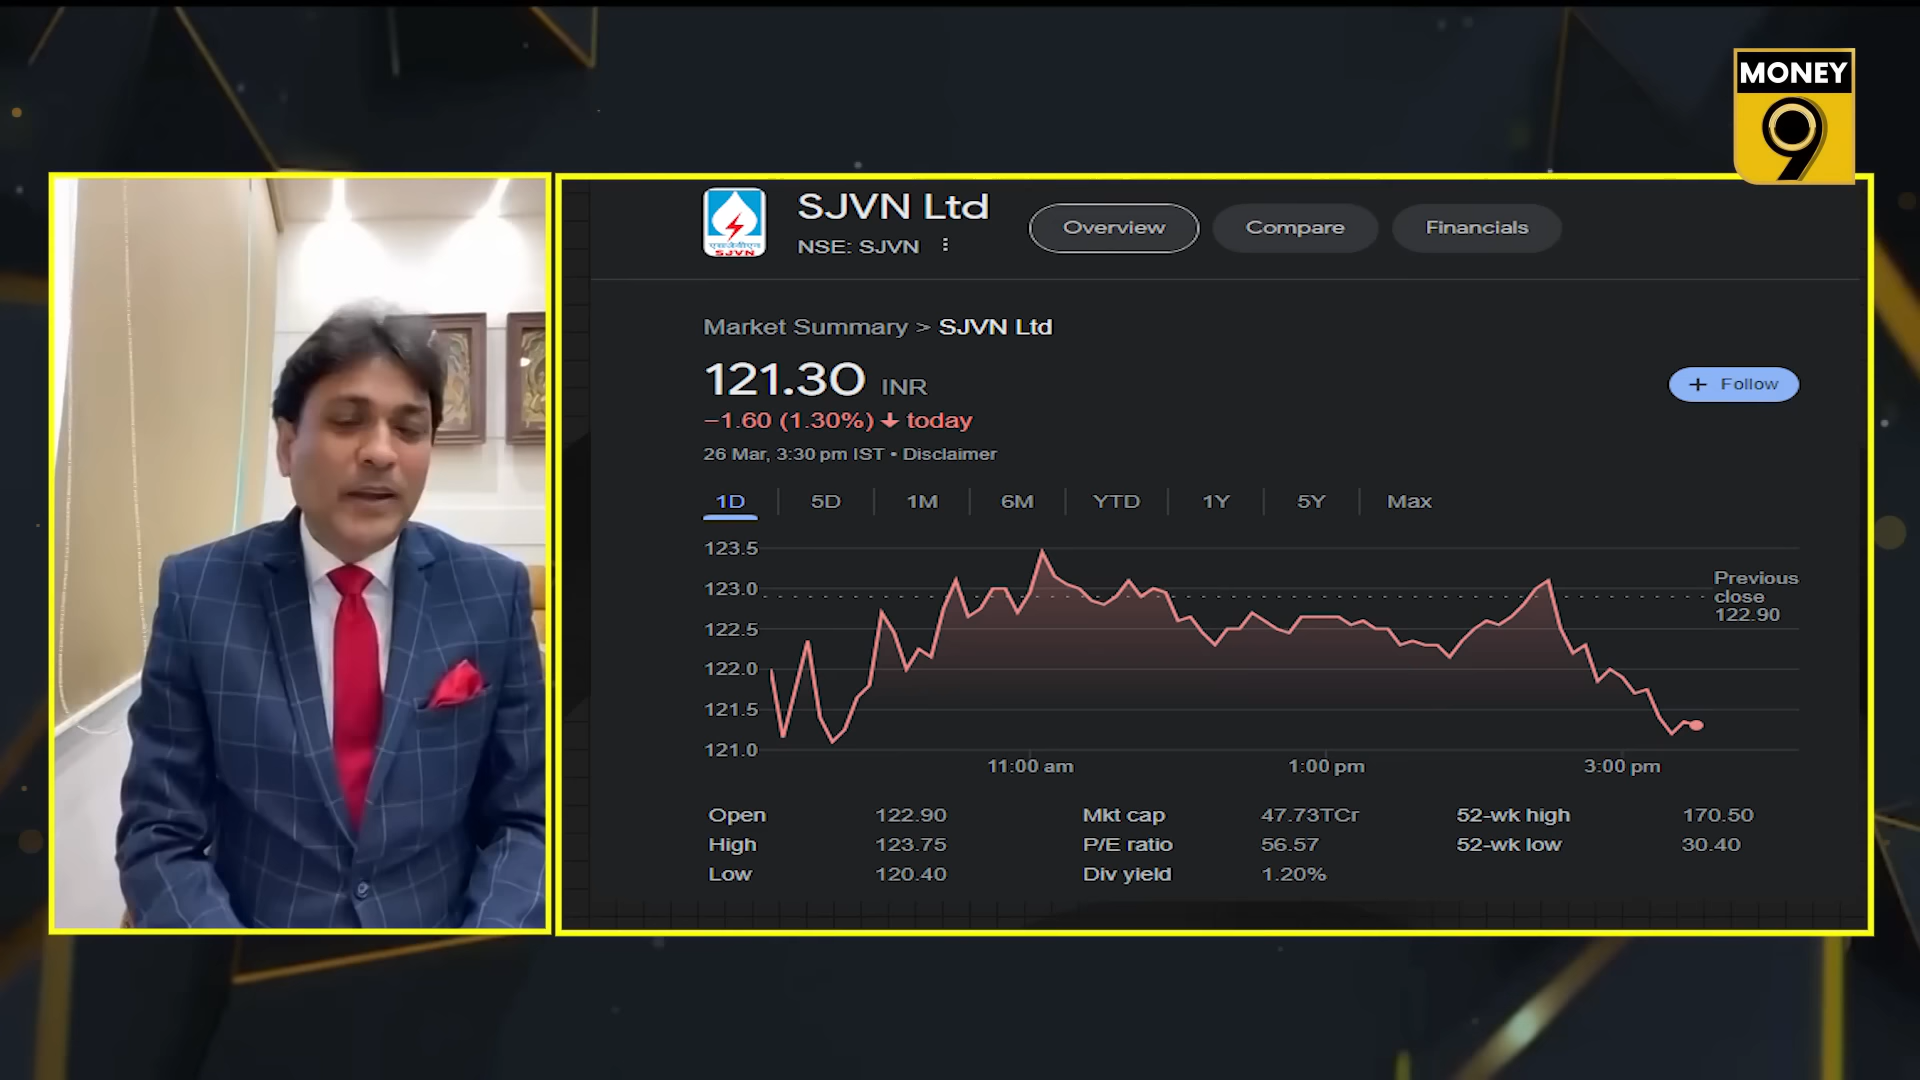 MONEY
9
SJVN Ltd
NSE: SJVN
Overview
Compare
Financials
एसजेवीएन
SJVN
Market Summary > SJVN Ltd
121.30 INR
−1.60 (1.30%) ↓ today
26 Mar, 3:30 pm IST • Disclaimer
+ Follow
1D 5D 1M 6M YTD 1Y 5Y Max
123.5
123.0
122.5
122.0
121.5
121.0
Previous
close
122.90
11:00 am 1:00 pm 3:00 pm
Open 122.90 Mkt cap 47.73TCr 52-wk high 170.50
High 123.75 P/E ratio 56.57 52-wk low 30.40
Low 120.40 Div yield 1.20%